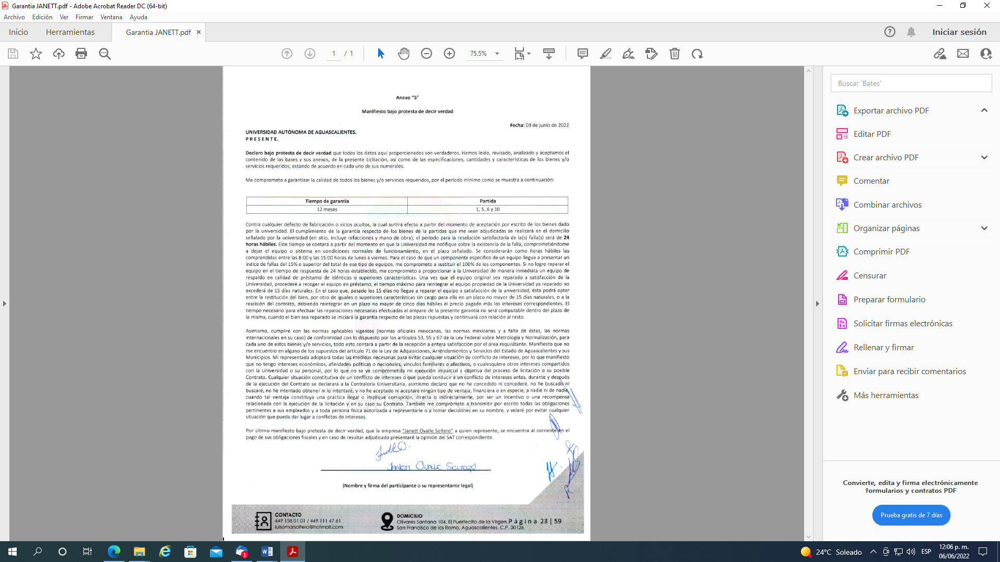 Garantia JANETT.pdf - Adobe Acrobat Reader DC (64-bit)
Archivo Edición Ver Firmar Ventana Ayuda
Inicio Herramientas Garantia JANETT.pdf Iniciar sesión
1 / 1 75.5%
Anexo "5"
Manifiesto bajo protesta de decir verdad
Fecha: 03 de junio de 2022
UNIVERSIDAD AUTÓNOMA DE AGUASCALIENTES.
P R E S E N T E.
Declaro bajo protesta de decir verdad que todos los datos aquí proporcionados son verdaderos. Hemos leído, revisado, analizado y aceptamos el
contenido de las bases y sus anexos, de la presente Licitación, así como de las especificaciones, cantidades y características de los bienes y/o
servicios requeridos, estando de acuerdo en cada uno de sus numerales.
Me comprometo a garantizar la calidad de todos los bienes y/o servicios requeridos, por el período mínimo como se muestra a continuación:
Tiempo de garantía Partida
12 meses 1, 5, 6 y 10
Contra cualquier defecto de fabricación o vicios ocultos, la cual surtirá efecto a partir del momento de aceptación por escrito de los bienes dado
por la universidad. El cumplimiento de la garantía respecto de los bienes de la partidas que me sean adjudicadas se realizará en el domicilio
señalado por la universidad (en sitio, incluye refacciones y mano de obra); el periodo para la resolución satisfactoria de la(s) falla(s) será de 24
horas hábiles. Este tiempo se contará a partir del momento en que la Universidad me notifique sobre la existencia de la falla, comprometiéndome
a dejar el equipo o sistema en condiciones normales de funcionamiento, en el plazo señalado. Se considerarán como horas hábiles las
comprendidas entre las 8:00 y las 15:00 horas de lunes a viernes. Para el caso de que un componente específico de un equipo llegue a presentar un
índice de fallas del 15% o superior del total de ese tipo de equipos, me comprometo a sustituir el 100% de los componentes. Si no logro reparar el
equipo en el tiempo de respuesta de 24 horas establecido, me comprometo a proporcionar a la Universidad de manera inmediata un equipo de
respaldo en calidad de préstamo de idénticas o superiores características. Una vez que el equipo original sea reparado a satisfacción de la
Universidad, procederé a recoger el equipo en préstamo; el tiempo máximo para reintegrar el equipo propiedad de la Universidad ya reparado no
excederá de 15 días naturales. En el caso que, pasado los 15 días no llegue a reparar el equipo a satisfacción de la universidad, ésta podrá optar
entre la restitución del bien, por otro de iguales o superiores características sin cargo para ella en un plazo no mayor de 15 días naturales, o a la
rescisión del contrato, debiendo reintegrar en un plazo no mayor de cinco días hábiles el precio pagado más los intereses correspondientes. El
tiempo necesario para efectuar las reparaciones necesarias efectuadas al amparo de la presente garantía no será computable dentro del plazo de
la misma, cuando el bien sea reparado se iniciará la garantía respecto de las piezas repuestas y continuará con relación al resto.
Asimismo, cumpliré con las normas aplicables vigentes (normas oficiales mexicanas, las normas mexicanas y a falta de éstas, las normas
internacionales en su caso) de conformidad con lo dispuesto por los artículos 53, 55 y 67 de la Ley Federal sobre Metrología y Normalización, para
cada uno de estos bienes y/o servicios, todo esto contará a partir de la recepción a entera satisfacción por el área requisitante. Manifiesto que no
me encuentro en alguno de los supuestos del artículo 71 de la Ley de Adquisiciones, Arrendamientos y Servicios del Estado de Aguascalientes y sus
Municipios. Mi representada adoptará todas las medidas necesarias para evitar cualquier situación de conflicto de intereses, por lo que manifiesto
que no tengo intereses económicos, afinidades políticas o nacionales, vínculos familiares o afectivos, o cualesquiera otros intereses compartidos
con la Universidad o su personal, por lo que no se ve comprometida mi ejecución imparcial y objetiva del proceso de licitación o su posible
Contrato. Cualquier situación constitutiva de un conflicto de intereses o que pueda conducir a un conflicto de intereses antes, durante y después
de la ejecución del Contrato se declarará a la Contraloría Universitaria, asimismo declaro que no he concedido ni concederé, no he buscado ni
buscaré, no he intentado obtener ni lo intentaré, y no he aceptado ni aceptaré ningún tipo de ventaja, financiera o en especie, a nadie ni de nadie,
cuando tal ventaja constituya una práctica ilegal o implique corrupción, directa o indirectamente, por ser un incentivo o una recompensa
relacionada con la ejecución de la licitación y en su caso su Contrato. También me comprometo a transmitir por escrito todas las obligaciones
pertinentes a sus empleados y a toda persona física autorizada a representarle o a tomar decisiones en su nombre, y velaré por evitar cualquier
situación que pueda dar lugar a conflictos de intereses.
Por último manifiesto bajo protesta de decir verdad, que la empresa "Janett Ovalle Soltero" a quien represento, se encuentra al corriente en el
pago de sus obligaciones fiscales y en caso de resultar adjudicado presentaré la opinión del SAT correspondiente.
JANETT OVALLE SOLTERO
(Nombre y firma del participante o su representante legal)
CONTACTO
449 158 01 01 / 449 111 47 61
luisomarsoltero@hotmail.com
DOMICILIO
Olivares Santana 104, El Puertecito de la Virgen. Página 23 | 59
San Francisco de los Romo, Aguascalientes. C.P. 20126
Buscar 'Bates'
Exportar archivo PDF
Editar PDF
Crear archivo PDF
Comentar
Combinar archivos
Organizar páginas
Comprimir PDF
Censurar
Preparar formulario
Solicitar firmas electrónicas
Rellenar y firmar
Enviar para recibir comentarios
Más herramientas
Convierte, edita y firma electrónicamente
formularios y contratos PDF
Prueba gratis de 7 días
24°C Soleado ESP
12:06 p. m.
06/06/2022